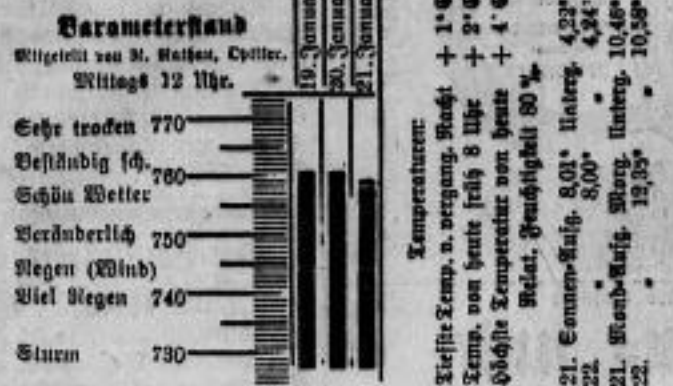 Barometerstand
Mitgeteilt von M. Nathan, Optiker.
Mittags 12 Uhr.
19. Janua
20. Janua
21. Janua
Sehr trocken 770
Beständig sch. 760
Schön Wetter
Veränderlich 750
Regen (Wind)
Viel Regen 740
Sturm 730
Temperaturen:
Tiefste Temp. v. vergang. Nacht + 1°
Temp. von heute früh 8 Uhr + 2°
Höchste Temperatur von heute + 4°
Relat. Feuchtigkeit 80 %
21. Sonnen-Aufg. 8,01" Unterg. 4,23"
22. " 8,00" " 4,24"
21. Mond-Aufg. Morg. Unterg. 10,46"
22. " 12,35" " 10,58"